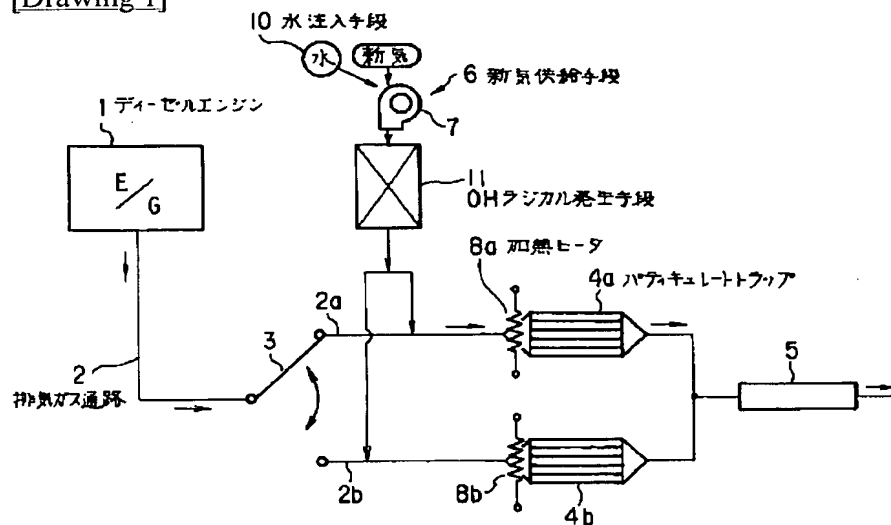 [Drawing 1]
10 水注入手段
水
新気
6 新気供給手段
7
1 ディーゼルエンジン
E/G
11
OHラジカル発生手段
8a 加熱ヒータ
4a パティキュレートトラップ
2a
3
2
排気ガス通路
5
2b
8b
4b